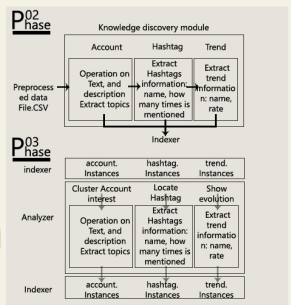 Phase 02
Knowledge discovery module
Account Hashtag Trend
Preprocess
ed data
File.CSV
Operation on
Text, and
description
Extract topics
Extract
Hashtags
information:
name, how
many times is
mentioned
Extract
trend
informatio
n: name,
rate
Indexer
Phase 03
indexer
account.
Instances
hashtag.
Instances
trend.
Instances
Analyzer
Cluster Account
interest
Locate
Hashtag
Show
evolution
Operation on
Text, and
description
Extract topics
Extract
Hashtags
information:
name, how
many times is
mentioned
Extract
trend
informatio
n: name,
rate
Indexer
account.
Instances
hashtag.
Instances
trend.
Instances